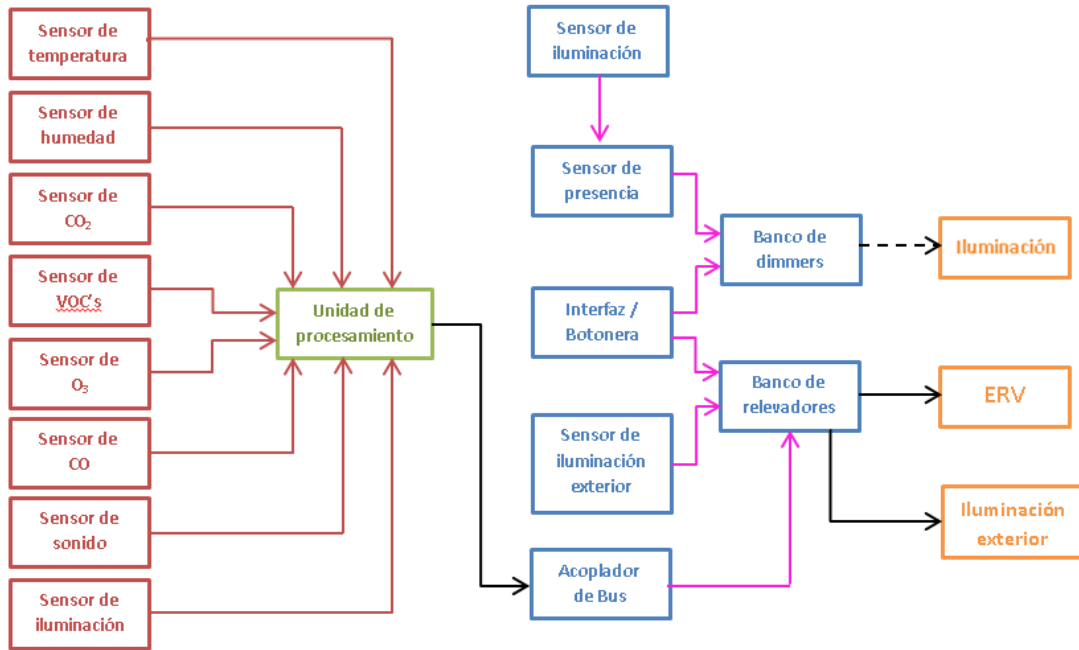 Sensor de
temperatura
Sensor de
humedad
Sensor de
CO₂
Sensor de
VOC's
Sensor de
O₃
Sensor de
CO
Sensor de
sonido
Sensor de
iluminación
Unidad de
procesamiento
Sensor de
iluminación
Sensor de
presencia
Interfaz /
Botonera
Sensor de
iluminación
exterior
Acoplador
de Bus
Banco de
dimmers
Banco de
relevadores
Iluminación
ERV
Iluminación
exterior